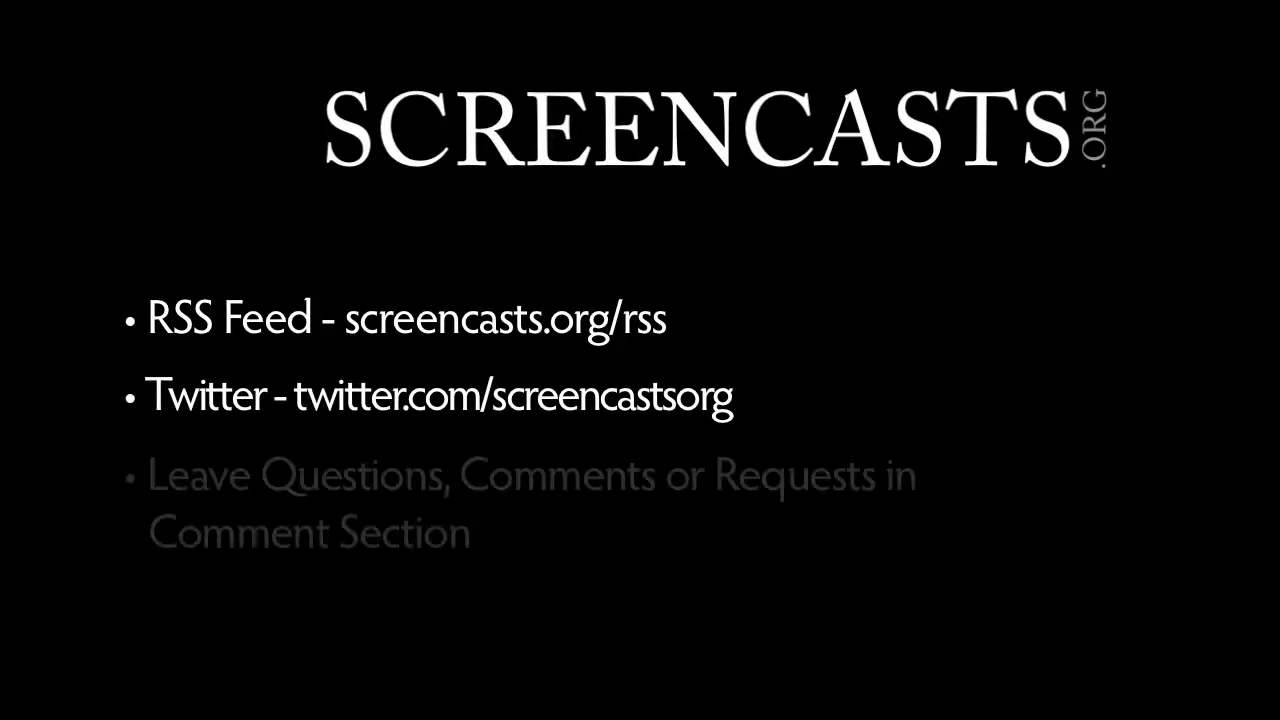 SCREENCASTS.ORG
• RSS Feed - screencasts.org/rss
• Twitter - twitter.com/screencastsorg
• Leave Questions, Comments or Requests in
Comment Section